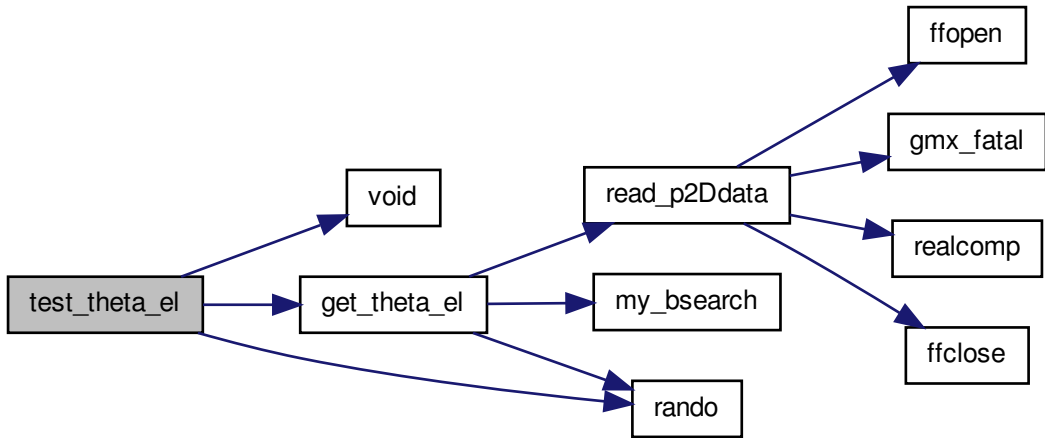 ffopen
gmx_fatal
void
read_p2Ddata
realcomp
test_theta_el
get_theta_el
my_bsearch
ffclose
rando